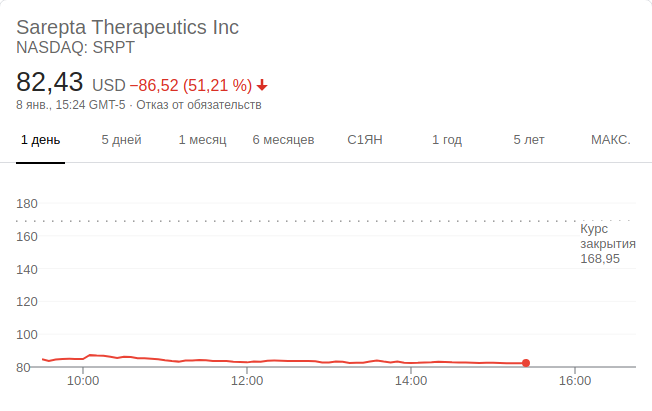 Sarepta Therapeutics Inc
NASDAQ: SRPT
82,43 USD −86,52 (51,21 %)
8 янв., 15:24 GMT-5 · Отказ от обязательств
1 день 5 дней 1 месяц 6 месяцев С1ЯН 1 год 5 лет МАКС.
180
160
140
120
100
80
Курс
закрытия
168,95
10:00 12:00 14:00 16:00